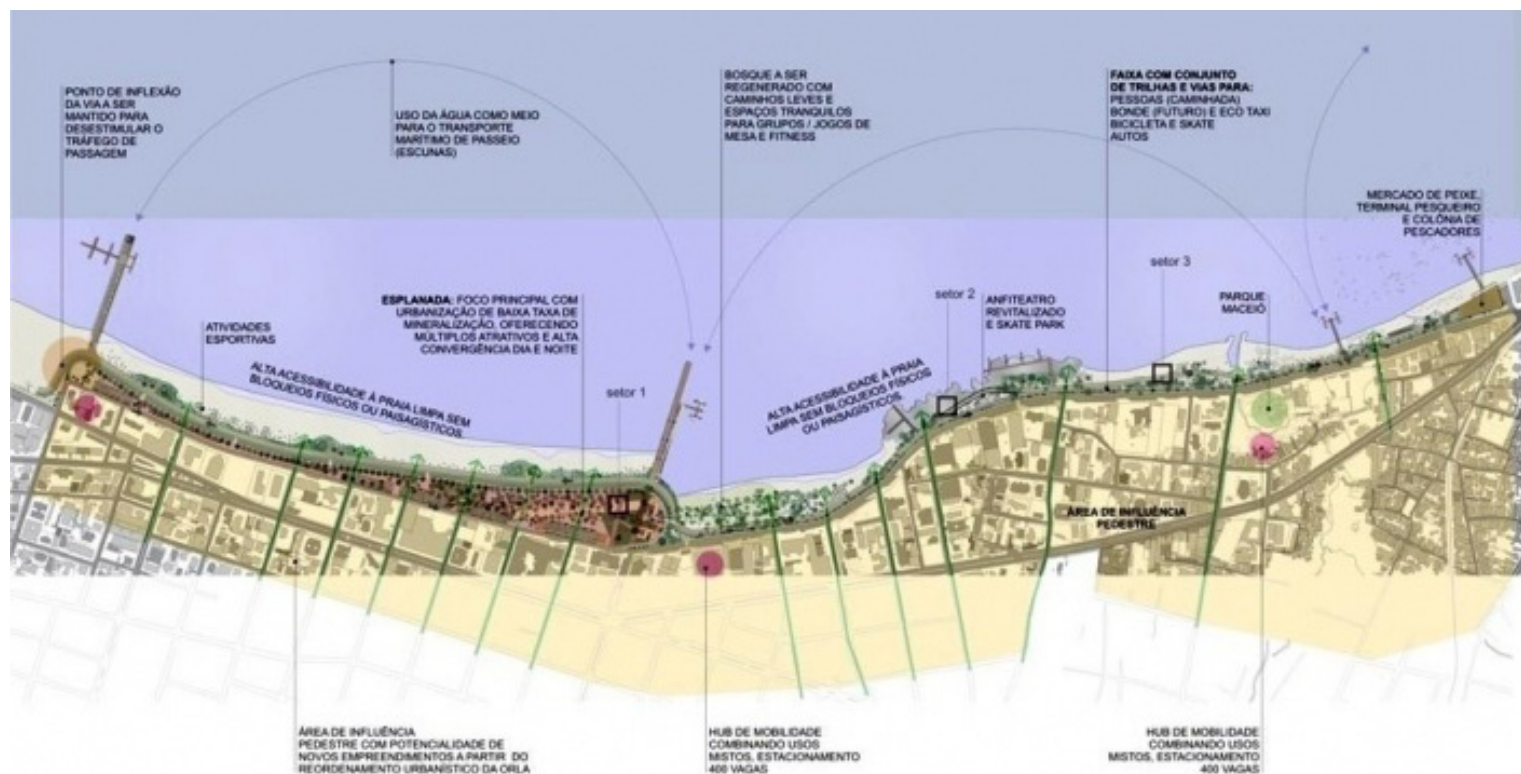 PONTO DE INFLEXÃO
DA VIA A SER
MANTIDO PARA
DESESTIMULAR O
TRÁFEGO DE
PASSAGEM
USO DA ÁGUA COMO MEIO
PARA O TRANSPORTE
MARÍTIMO DE PASSEIO
(ESCUNAS)
BOSQUE A SER
REGENERADO COM
CAMINHOS LEVES E
ESPAÇOS TRANQUILOS
PARA GRUPOS / JOGOS DE
MESA E FITNESS
FAIXA COM CONJUNTO
DE TRILHAS E VIAS PARA:
PESSOAS (CAMINHADA)
BONDE (FUTURO) E ECO TAXI
BICICLETA E SKATE
AUTOS
MERCADO DE PEIXE,
TERMINAL PESQUEIRO
E COLÔNIA DE
PESCADORES
ESPLANADA: FOCO PRINCIPAL COM
URBANIZAÇÃO DE BAIXA TAXA DE
MINERALIZAÇÃO, OFERECENDO
MÚLTIPLOS ATRATIVOS E ALTA
CONVERGÊNCIA DIA E NOITE
ATIVIDADES
ESPORTIVAS
ALTA ACESSIBILIDADE À PRAIA LIMPA SEM
BLOQUEIOS FÍSICOS OU PAISAGÍSTICOS.
setor 1
ALTA ACESSIBILIDADE À PRAIA
LIMPA SEM BLOQUEIOS FÍSICOS
OU PAISAGÍSTICOS.
setor 2
ANFITEATRO
REVITALIZADO
E SKATE PARK
setor 3
PARQUE
MACEIÓ
ÁREA DE INFLUÊNCIA
PEDESTRE
ÁREA DE INFLUÊNCIA
PEDESTRE COM POTENCIALIDADE DE
NOVOS EMPREENDIMENTOS A PARTIR DO
REORDENAMENTO URBANÍSTICO DA ORLA
HUB DE MOBILIDADE
COMBINANDO USOS
MISTOS, ESTACIONAMENTO
400 VAGAS
HUB DE MOBILIDADE
COMBINANDO USOS
MISTOS, ESTACIONAMENTO
400 VAGAS